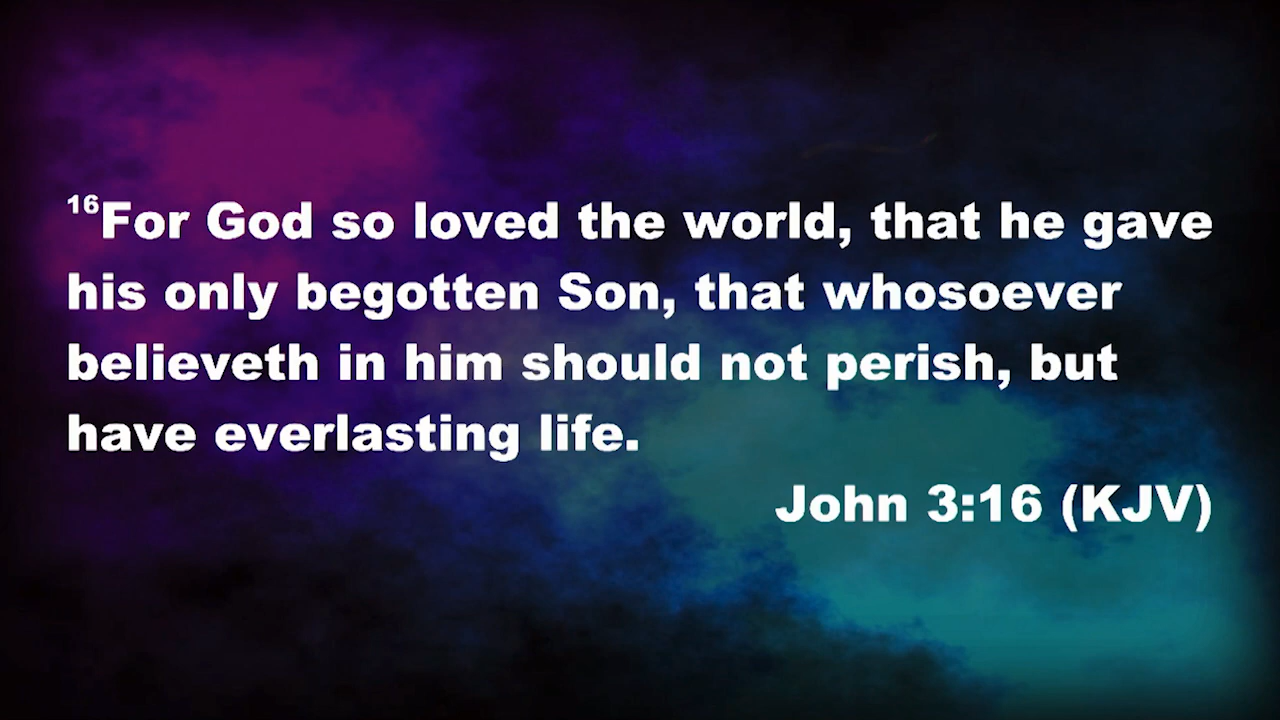 16For God so loved the world, that he gave
his only begotten Son, that whosoever
believeth in him should not perish, but
have everlasting life.
John 3:16 (KJV)